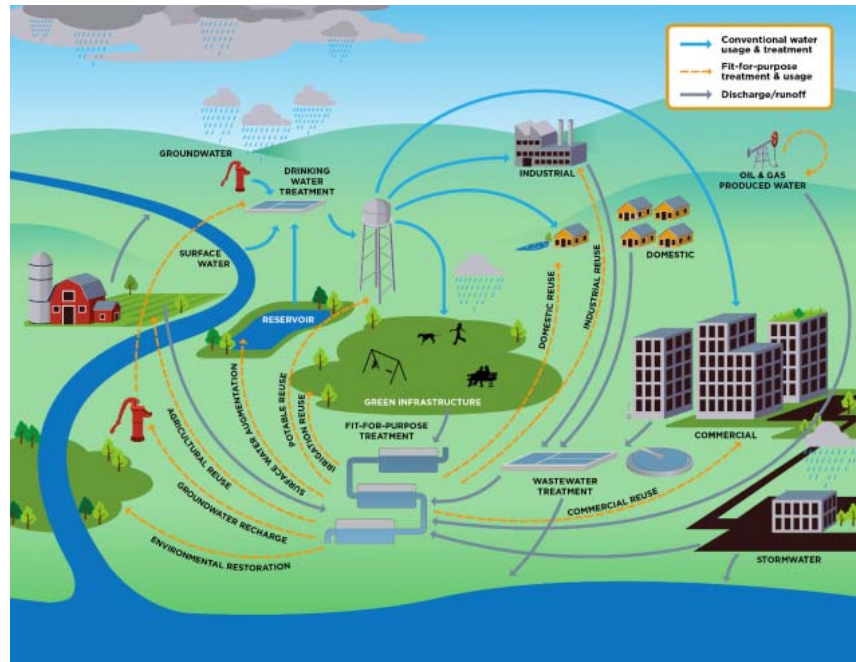 Conventional water
usage & treatment
Fit-for-purpose
treatment & usage
Discharge/runoff
GROUNDWATER
DRINKING
WATER
TREATMENT
INDUSTRIAL
OIL & GAS
PRODUCED WATER
SURFACE
WATER
DOMESTIC
RESERVOIR
DOMESTIC REUSE
INDUSTRIAL REUSE
GREEN INFRASTRUCTURE
SURFACE WATER AUGMENTATION
POTABLE REUSE
IRRIGATION REUSE
FIT-FOR-PURPOSE
TREATMENT
COMMERCIAL
AGRICULTURAL REUSE
WASTEWATER
TREATMENT
COMMERCIAL REUSE
GROUNDWATER RECHARGE
ENVIRONMENTAL RESTORATION
STORMWATER